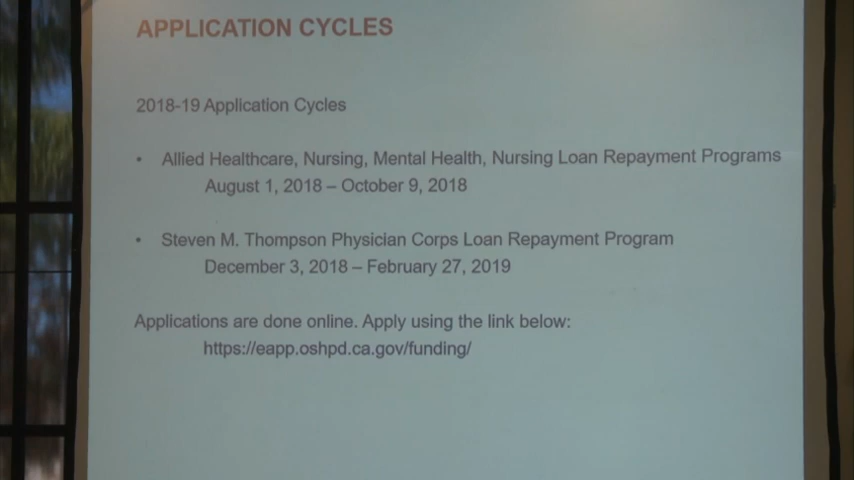 APPLICATION CYCLES
2018-19 Application Cycles
• Allied Healthcare, Nursing, Mental Health, Nursing Loan Repayment Programs
August 1, 2018 – October 9, 2018
• Steven M. Thompson Physician Corps Loan Repayment Program
December 3, 2018 – February 27, 2019
Applications are done online. Apply using the link below:
https://eapp.oshpd.ca.gov/funding/